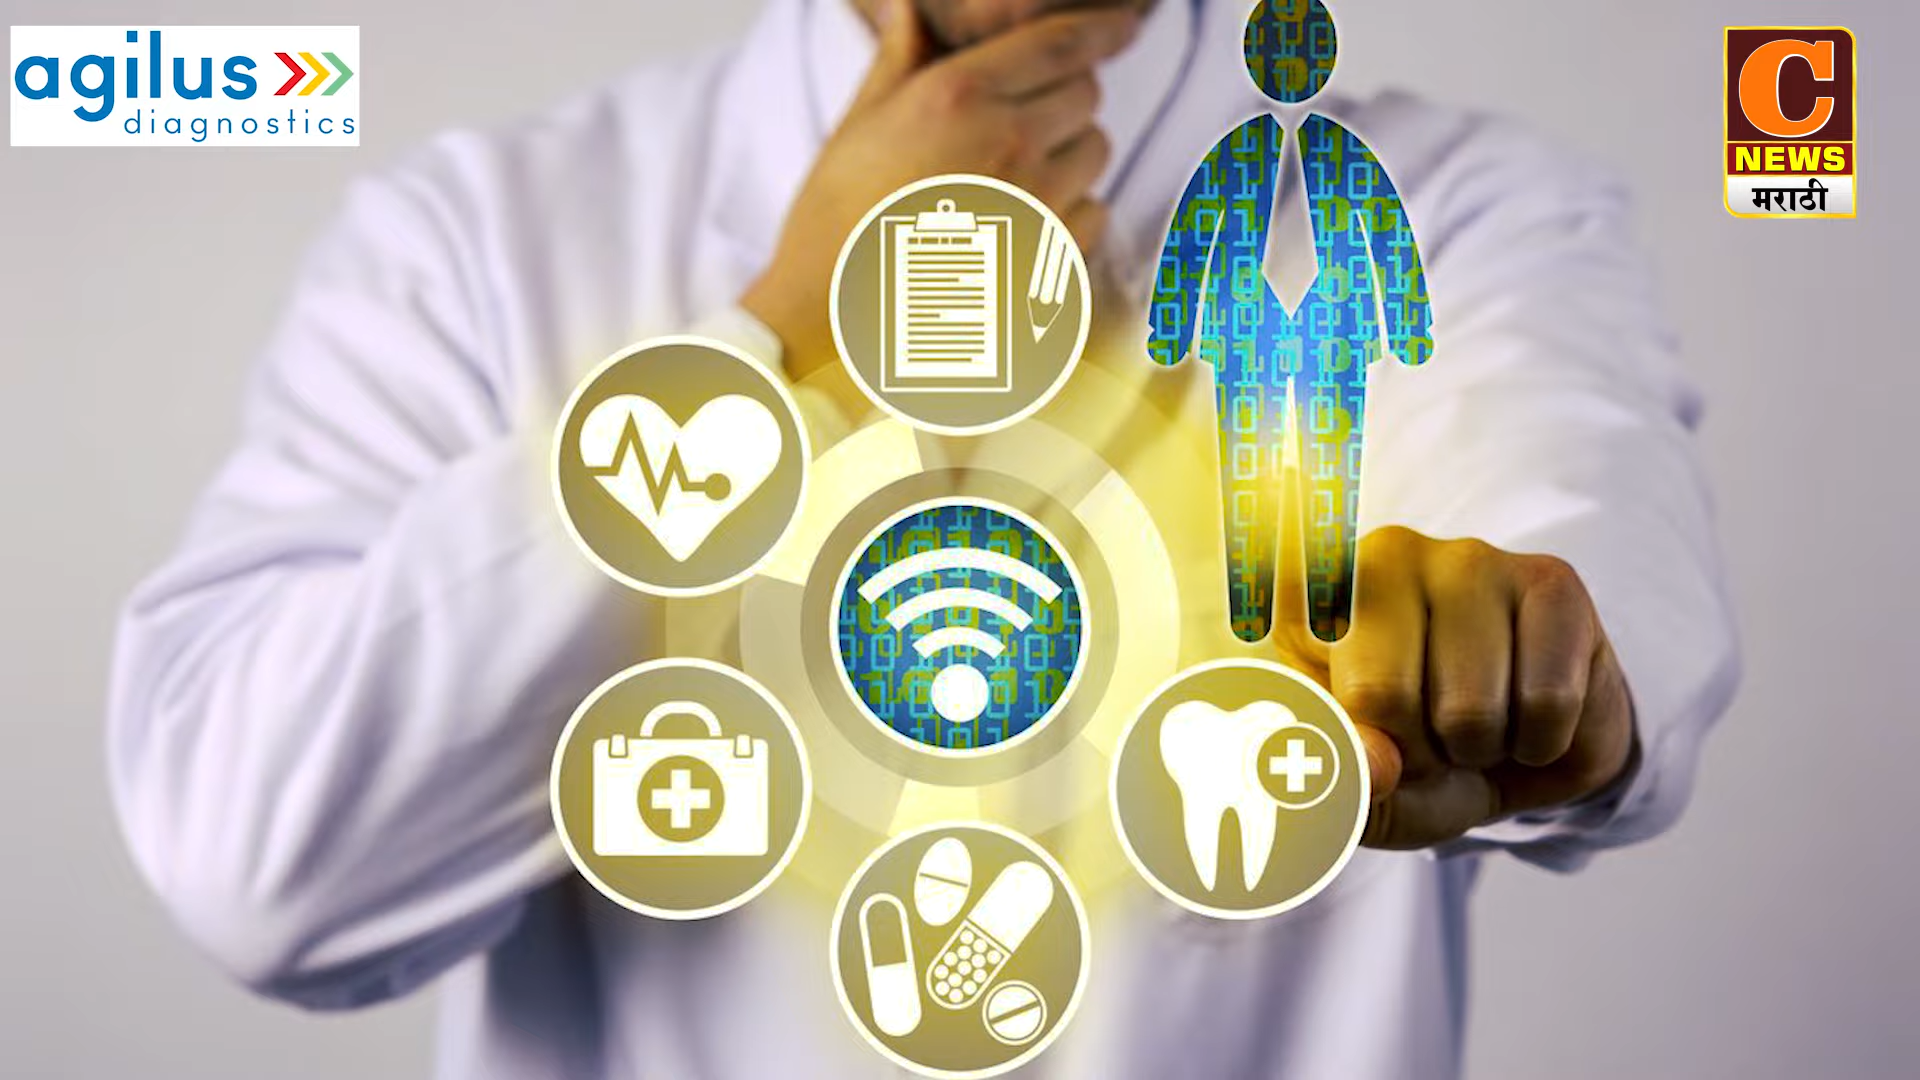 agilus
diagnostics
C
NEWS
मराठी